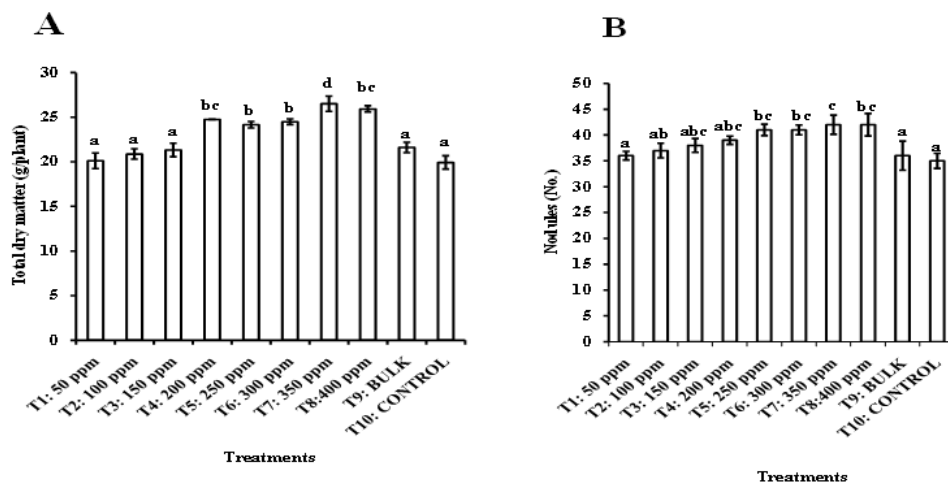 A
Total dry matter (g/plant)
30
25
20
15
10
5
0
a
a
a
bc
b
b
d
bc
a
a
T1: 50 ppm
T2: 100 ppm
T3: 150 ppm
T4: 200 ppm
T5: 250 ppm
T6: 300 ppm
T7: 350 ppm
T8:400 ppm
T9: BULK
T10: CONTROL
Treatments
B
Nodules (No.)
50
45
40
35
30
25
20
15
10
5
0
a
ab
abc
abc
bc
bc
c
bc
a
a
T1: 50 ppm
T2: 100 ppm
T3: 150 ppm
T4: 200 ppm
T5: 250 ppm
T6: 300 ppm
T7: 350 ppm
T8:400 ppm
T9: BULK
T10: CONTROL
Treatments